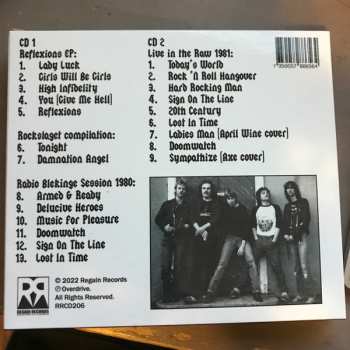 CD 1
Reflexions EP:
1. Lady Luck
2. Girls Will Be Girls
3. High Infidelity
4. You (Give Me Hell)
5. Reflexions
Rockslaget compilation:
6. Tonight
7. Damnation Angel
Radio Blekinge Session 1980:
8. Armed & Ready
9. Delucive Heroes
10. Music for Pleasure
11. Doomwatch
12. Sign On The Line
13. Lost In Time
CD 2
Live in the Raw 1981:
1. Today's World
2. Rock 'N Roll Hangover
3. Hard Rocking Man
4. Sign On The Line
5. 20th Century
6. Lost In Time
7. Ladies Man (April Wine cover)
8. Doomwatch
9. Sympathize (Axe cover)
REGAIN RECORDS
© 2022 Regain Records
Ⓟ Overdrive.
All Rights Reserved.
RRCD206